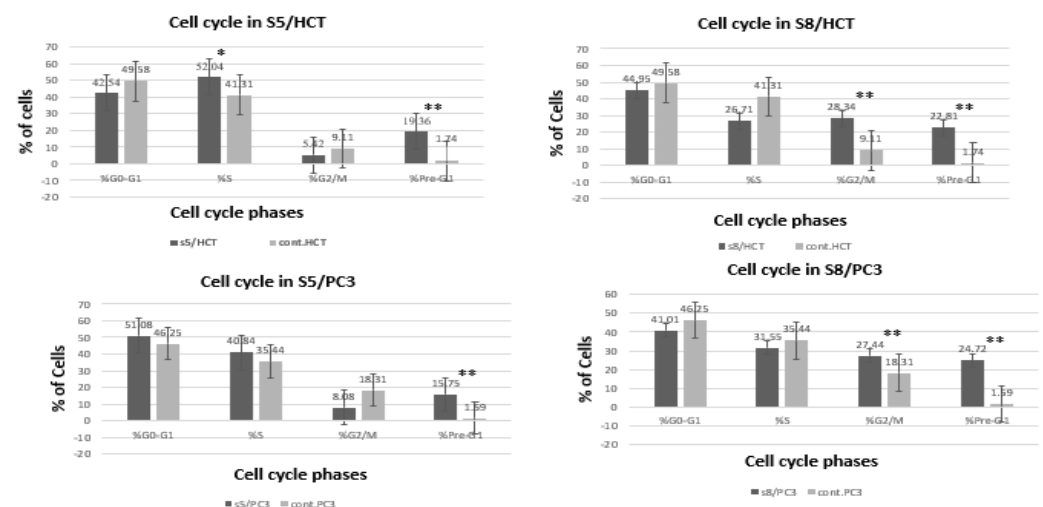 Cell cycle in S5/HCT
% of Cells
70
60
50
40
30
20
10
0
-10
-20
42.54
49.58
*
52.04
41.31
5.42
9.11
**
19.36
1.74
%G0-G1
%S
%G2/M
%Pre-G1
Cell cycle phases
s5/HCT
cont.HCT
Cell cycle in S8/HCT
% of Cells
70
60
50
40
30
20
10
0
-10
-20
44.95
49.58
26.71
41.31
**
28.34
9.11
**
22.81
1.74
%G0-G1
%S
%G2/M
%Pre-G1
Cell cycle phases
s8/HCT
cont.HCT
Cell cycle in S5/PC3
% of Cells
70
60
50
40
30
20
10
0
-10
-20
51.08
46.25
40.84
35.44
8.08
18.31
**
15.75
1.59
%G0-G1
%S
%G2/M
%Pre-G1
Cell cycle phases
s5/PC3
cont.PC3
Cell cycle in S8/PC3
% of Cells
60
50
40
30
20
10
0
-10
-20
41.01
46.25
31.55
35.44
**
27.44
18.31
**
24.72
1.59
%G0-G1
%S
%G2/M
%Pre-G1
Cell cycle phases
s8/PC3
cont.PC3